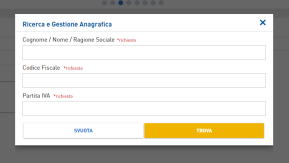 Ricerca e Gestione Anagrafica
Cognome / Nome / Ragione Sociale *richiesto
Codice Fiscale *richiesto
Partita IVA *richiesto
SVUOTA TROVA